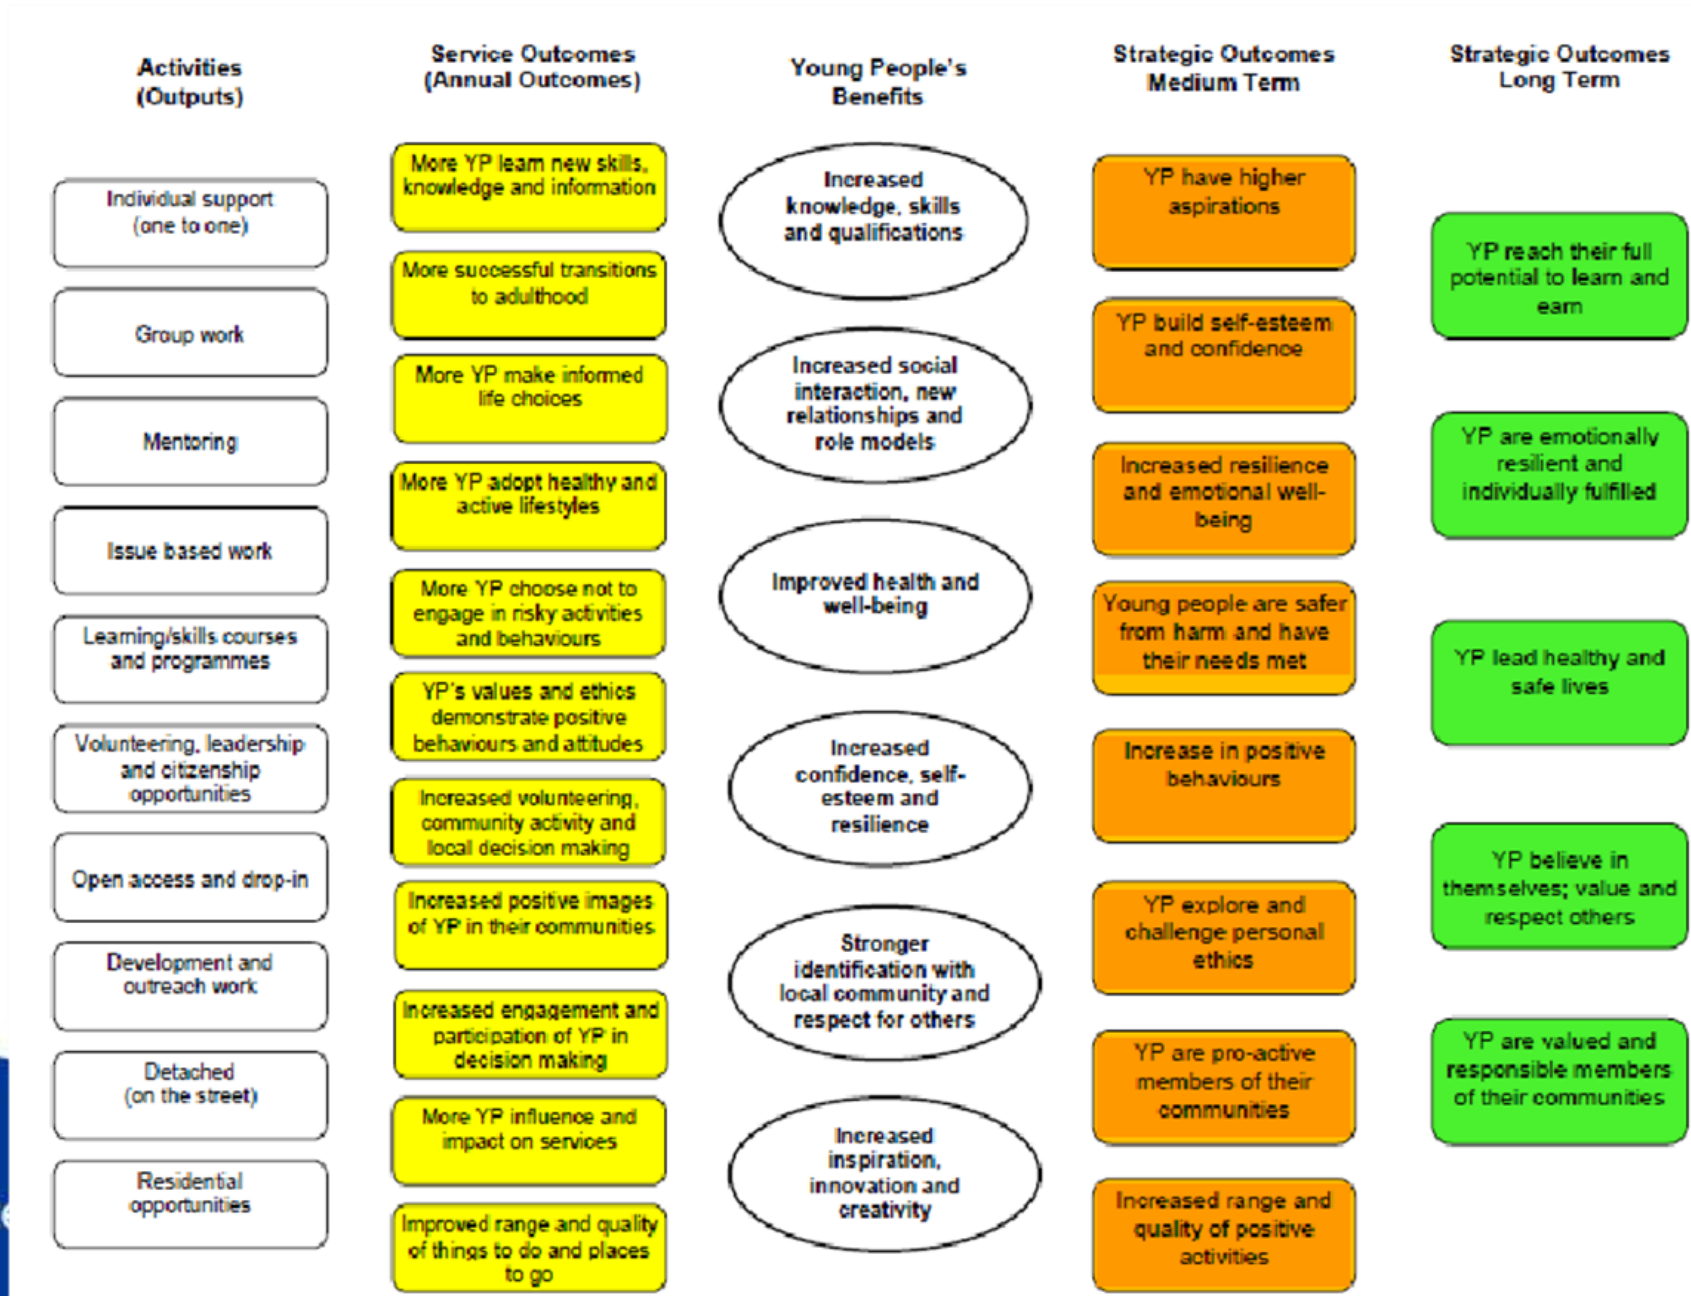 Activities
(Outputs)
Individual support
(one to one)
Group work
Mentoring
Issue based work
Learning/skills courses
and programmes
Volunteering, leadership
and citizenship
opportunities
Open access and drop-in
Development and
outreach work
Detached
(on the street)
Residential
opportunities
Service Outcomes
(Annual Outcomes)
More YP learn new skills,
knowledge and information
More successful transitions
to adulthood
More YP make informed
life choices
More YP adopt healthy and
active lifestyles
More YP choose not to
engage in risky activities
and behaviours
YP's values and ethics
demonstrate positive
behaviours and attitudes
Increased volunteering,
community activity and
local decision making
Increased positive images
of YP in their communities
Increased engagement and
participation of YP in
decision making
More YP influence and
impact on services
Improved range and quality
of things to do and places
to go
Young People's
Benefits
Increased
knowledge, skills
and qualifications
Increased social
interaction, new
relationships and
role models
Improved health and
well-being
Increased
confidence, self-
esteem and
resilience
Stronger
identification with
local community and
respect for others
Increased
inspiration,
innovation and
creativity
Strategic Outcomes
Medium Term
YP have higher
aspirations
YP build self-esteem
and confidence
Increased resilience
and emotional well-
being
Young people are safer
from harm and have
their needs met
Increase in positive
behaviours
YP explore and
challenge personal
ethics
YP are pro-active
members of their
communities
Increased range and
quality of positive
activities
Strategic Outcomes
Long Term
YP reach their full
potential to learn and
earn
YP are emotionally
resilient and
individually fulfilled
YP lead healthy and
safe lives
YP believe in
themselves; value and
respect others
YP are valued and
responsible members
of their communities